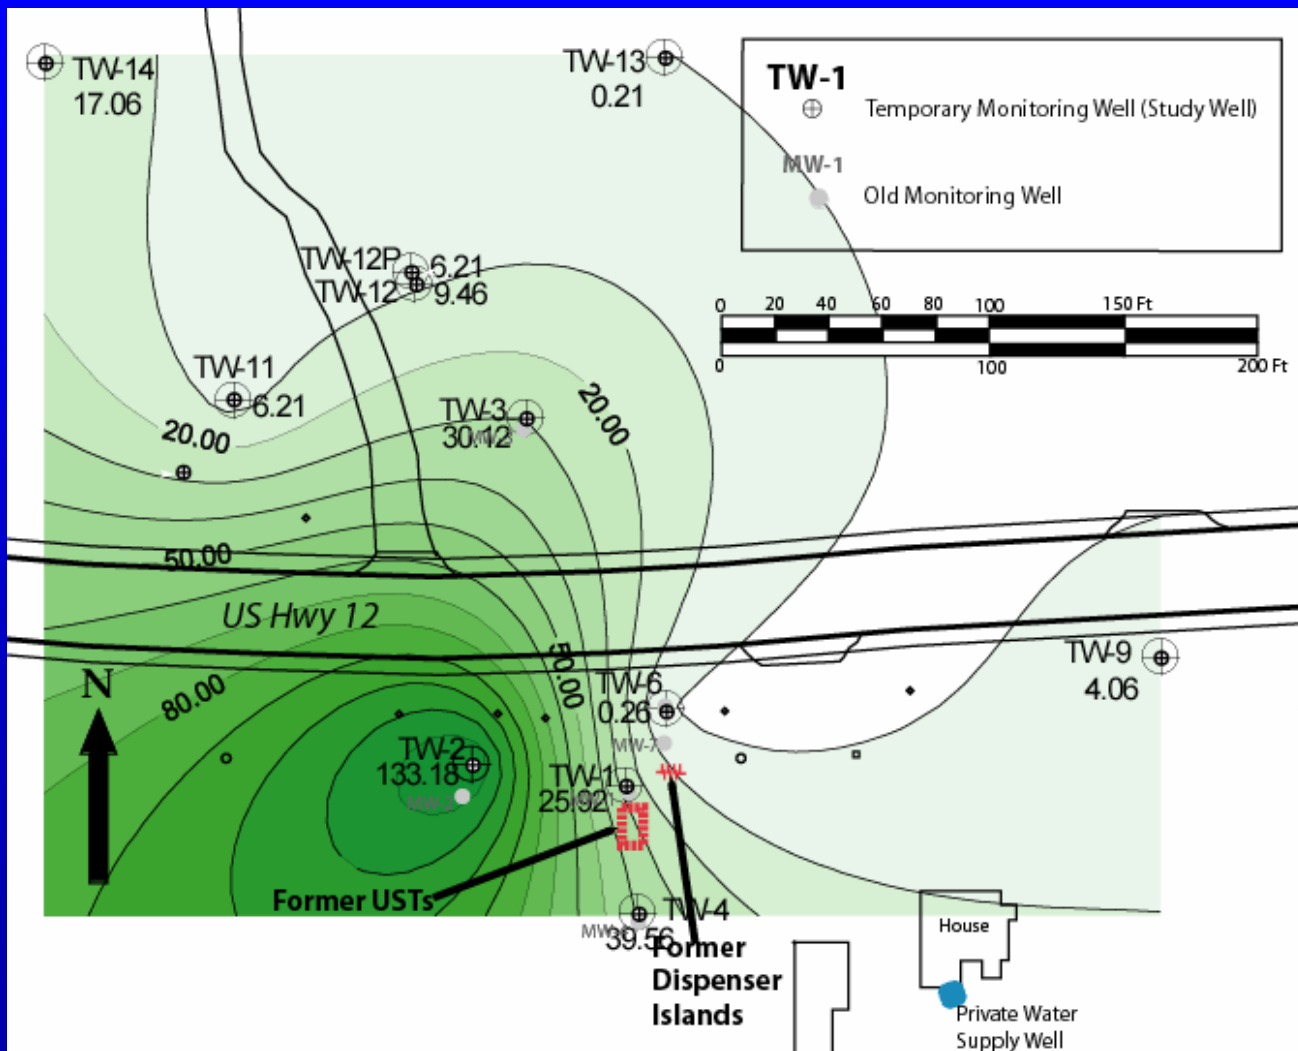 TW-14
17.06
TW-13
0.21
TW-1
Temporary Monitoring Well (Study Well)
MW-1
Old Monitoring Well
TW-12P 6.21
TW-12 9.46
0 20 40 60 80 100 150 Ft
0 100 200 Ft
TW-11
6.21
20.00
TW-3
30.12
20.00
50.00
US Hwy 12
50.00
80.00
N
TW-6
0.26
MW-7
TW-9
4.06
TW-2
133.18
TW-1
25.92
Former USTs
TW-4
39.56
Former
Dispenser
Islands
House
Private Water
Supply Well